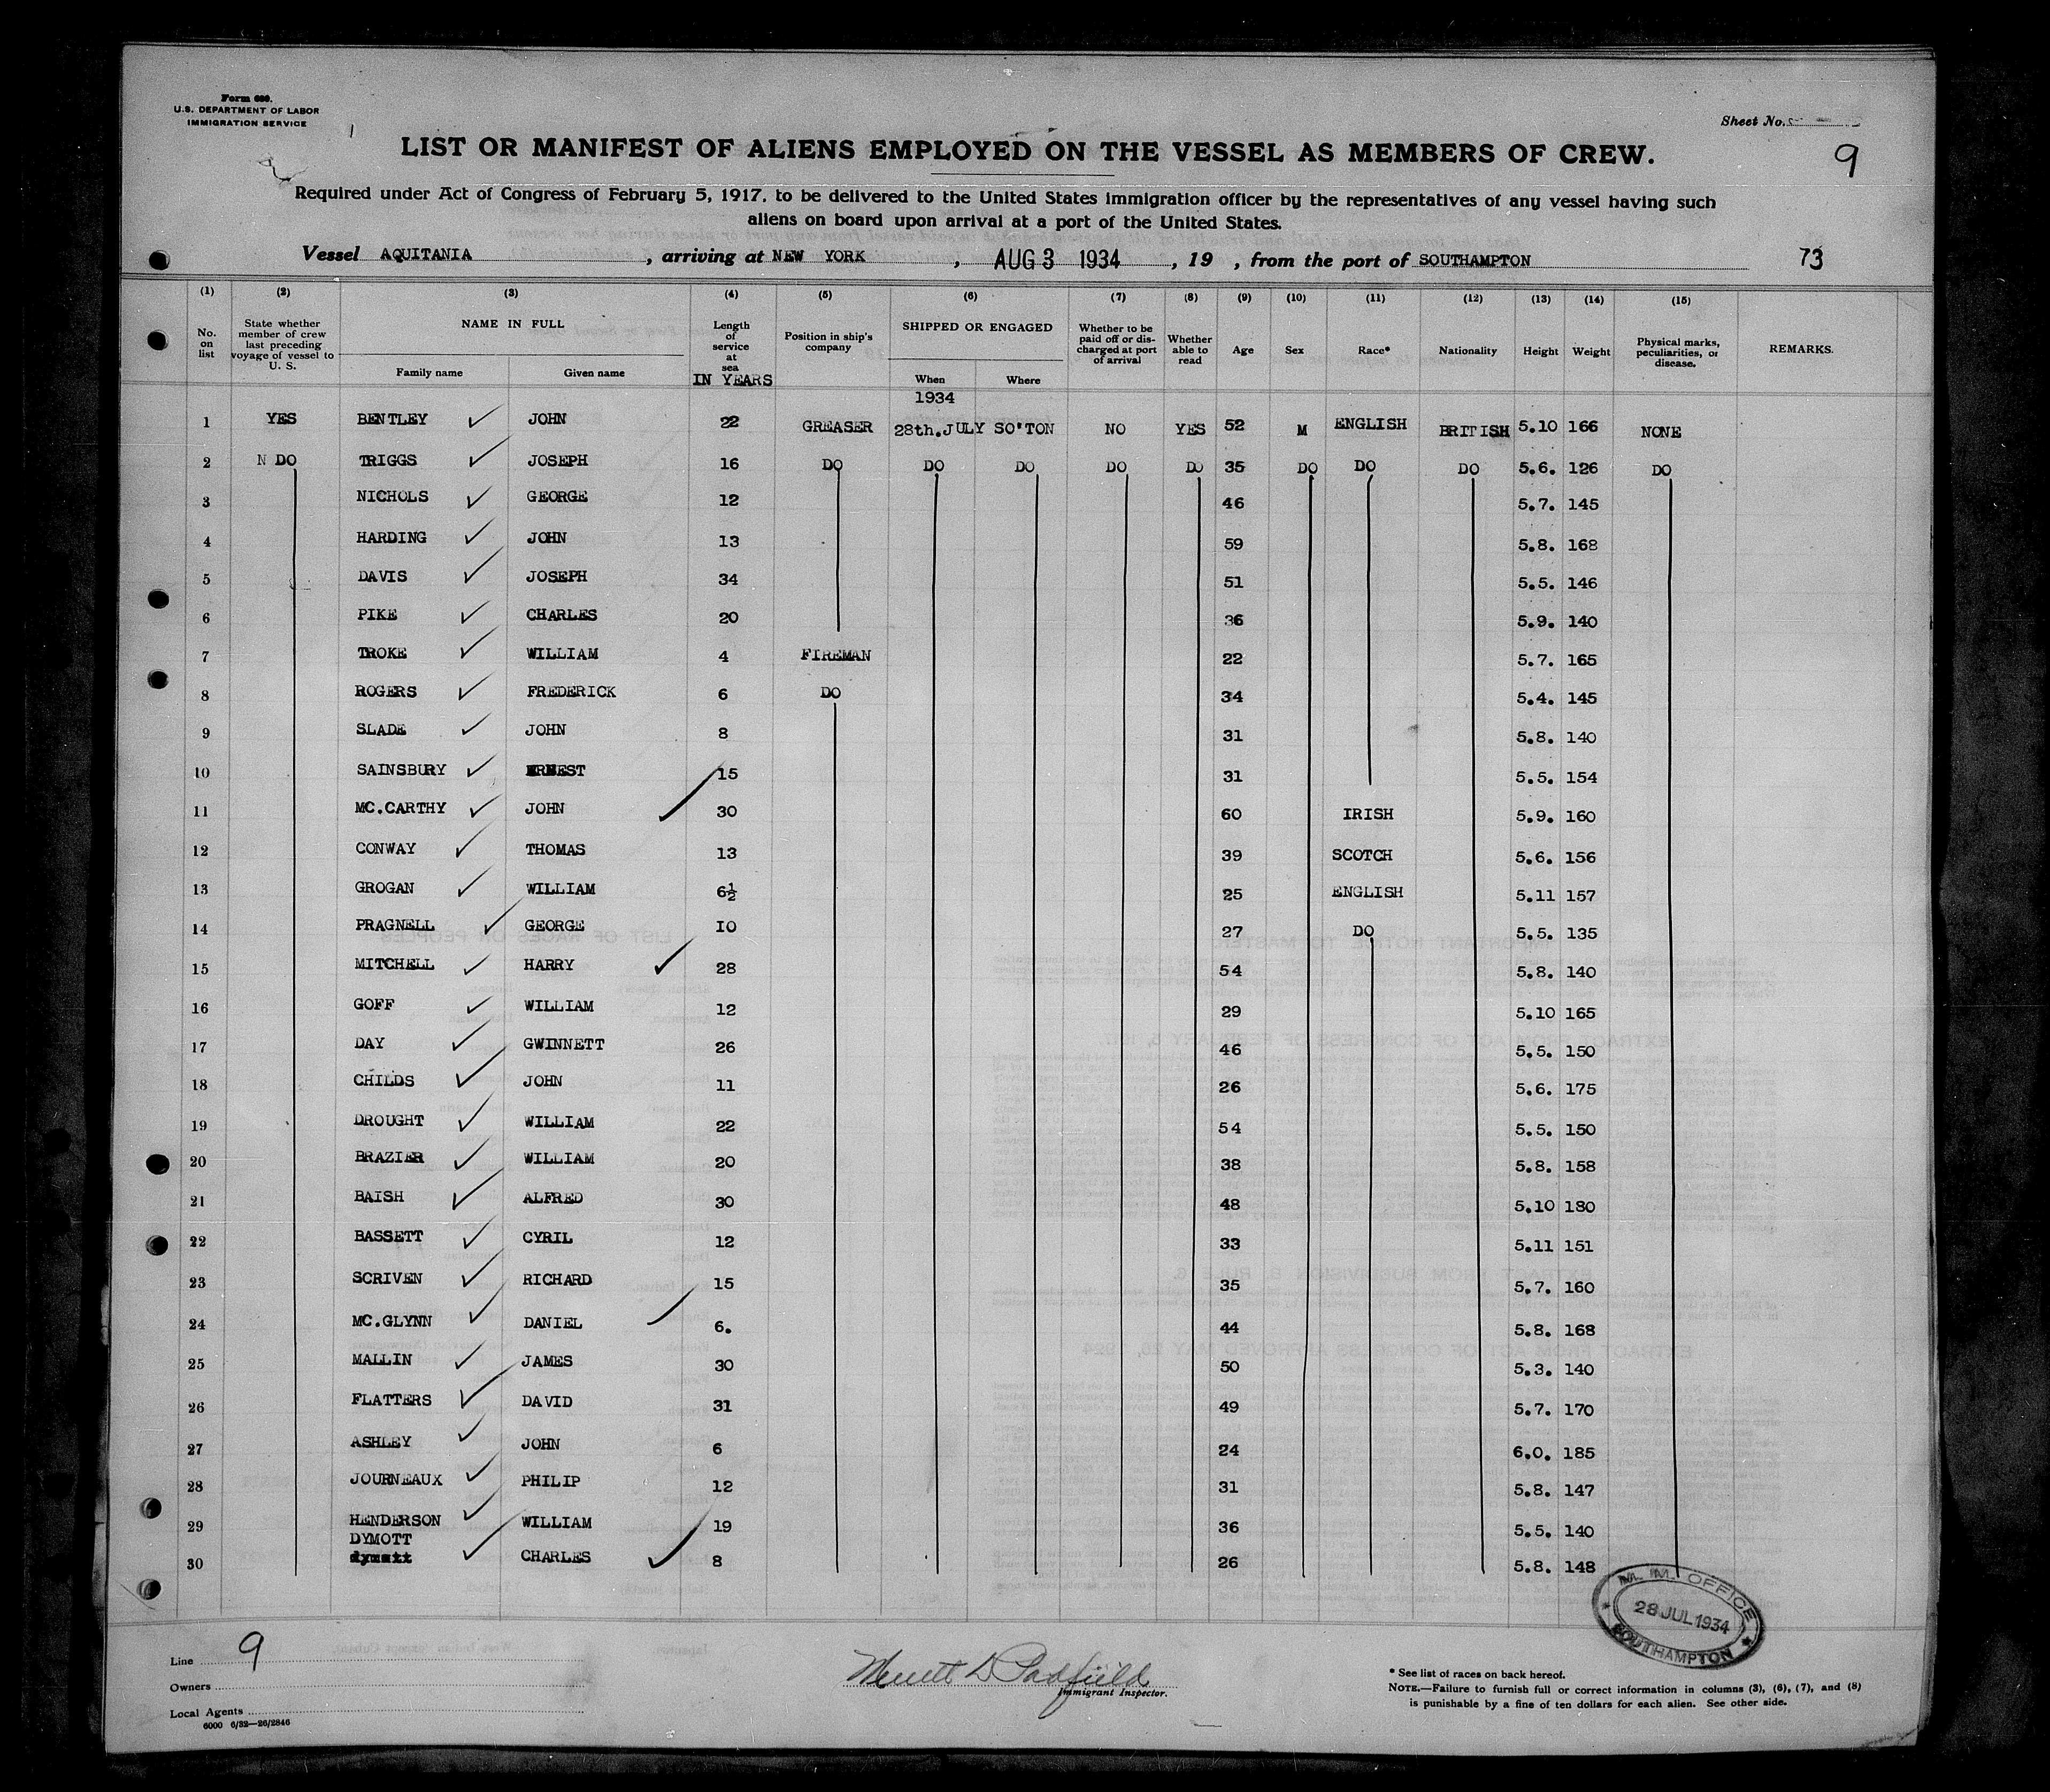 Form 680.
U.S. DEPARTMENT OF LABOR
IMMIGRATION SERVICE
Sheet No.
LIST OR MANIFEST OF ALIENS EMPLOYED ON THE VESSEL AS MEMBERS OF CREW.
9
Required under Act of Congress of February 5, 1917, to be delivered to the United States immigration officer by the representatives of any vessel having such
aliens on board upon arrival at a port of the United States.
Vessel AQUITANIA, arriving at NEW YORK, AUG 3 1934, 19 , from the port of SOUTHAMPTON 73
(1) (2) (3) (4) (5) (6) (7) (8) (9) (10) (11) (12) (13) (14) (15)
No. on list State whether member of crew last preceding voyage of vessel to U. S. NAME IN FULL Family name Given name Length of service at sea IN YEARS Position in ship's company SHIPPED OR ENGAGED When Where Whether to be paid off or discharged at port of arrival Whether able to read Age Sex Race* Nationality Height Weight Physical marks, peculiarities, or disease. REMARKS.
1934
1 YES BENTLEY JOHN 22 GREASER 28th.JULY SO'TON NO YES 52 M ENGLISH BRITISH 5.10 166 NONE
2 N DO TRIGGS JOSEPH 16 DO DO DO DO DO 35 DO DO DO 5.6. 126 DO
3 NICHOLS GEORGE 12 46 5.7. 145
4 HARDING JOHN 13 59 5.8. 168
5 DAVIS JOSEPH 34 51 5.5. 146
6 PIKE CHARLES 20 36 5.9. 140
7 TROKE WILLIAM 4 FIREMAN 22 5.7. 165
8 ROGERS FREDERICK 6 DO 34 5.4. 145
9 SLADE JOHN 8 31 5.8. 140
10 SAINSBURY ERNEST 15 31 5.5. 154
11 MC.CARTHY JOHN 30 60 IRISH 5.9. 160
12 CONWAY THOMAS 13 39 SCOTCH 5.6. 156
13 GROGAN WILLIAM 6½ 25 ENGLISH 5.11 157
14 PRAGNELL GEORGE 10 27 DO 5.5. 135
15 MITCHELL HARRY 28 54 5.8. 140
16 GOFF WILLIAM 12 29 5.10 165
17 DAY GWINNETT 26 46 5.5. 150
18 CHILDS JOHN 11 26 5.6. 175
19 DROUGHT WILLIAM 22 54 5.5. 150
20 BRAZIER WILLIAM 20 38 5.8. 158
21 BAISH ALFRED 30 48 5.10 180
22 BASSETT CYRIL 12 33 5.11 151
23 SCRIVEN RICHARD 15 35 5.7. 160
24 MC.GLYNN DANIEL 6. 44 5.8. 168
25 MALLIN JAMES 30 50 5.3. 140
26 FLATTERS DAVID 31 49 5.7. 170
27 ASHLEY JOHN 6 24 6.0. 185
28 JOURNEAUX PHILIP 12 31 5.8. 147
29 HENDERSON WILLIAM 19 36 5.5. 140
DYMOTT
30 dymott CHARLES 8 26 5.8. 148
M. M. OFFICE
28 JUL 1934
SOUTHAMPTON
Line 9
Owners
Local Agents
6000 6/32—26/2846
Merritt D Padfield
Immigrant Inspector.
* See list of races on back hereof.
NOTE.—Failure to furnish full or correct information in columns (3), (6), (7), and (8)
is punishable by a fine of ten dollars for each alien. See other side.